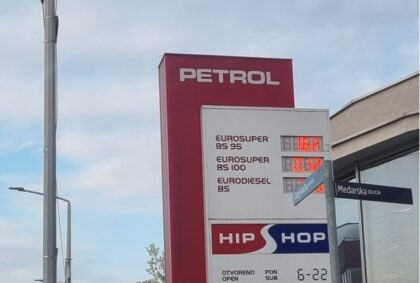 PETROL
EUROSUPER
BS 95
EUROSUPER
BS 100
EURODIESEL
BS
Medarska ULICA
HIP SHOP
OTVORENO PON 6-22
OPEN SUB